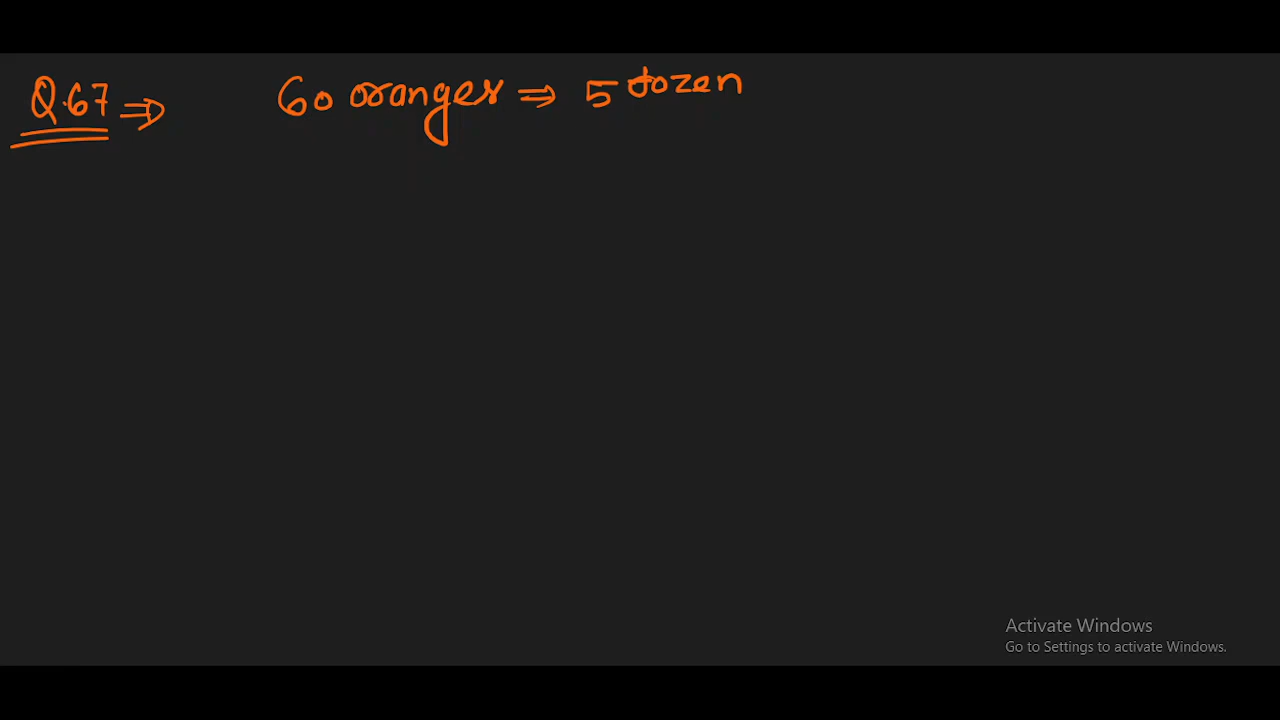 Q.67 ⇒ 60 oranges ⇒ 5 dozen
Activate Windows
Go to Settings to activate Windows.